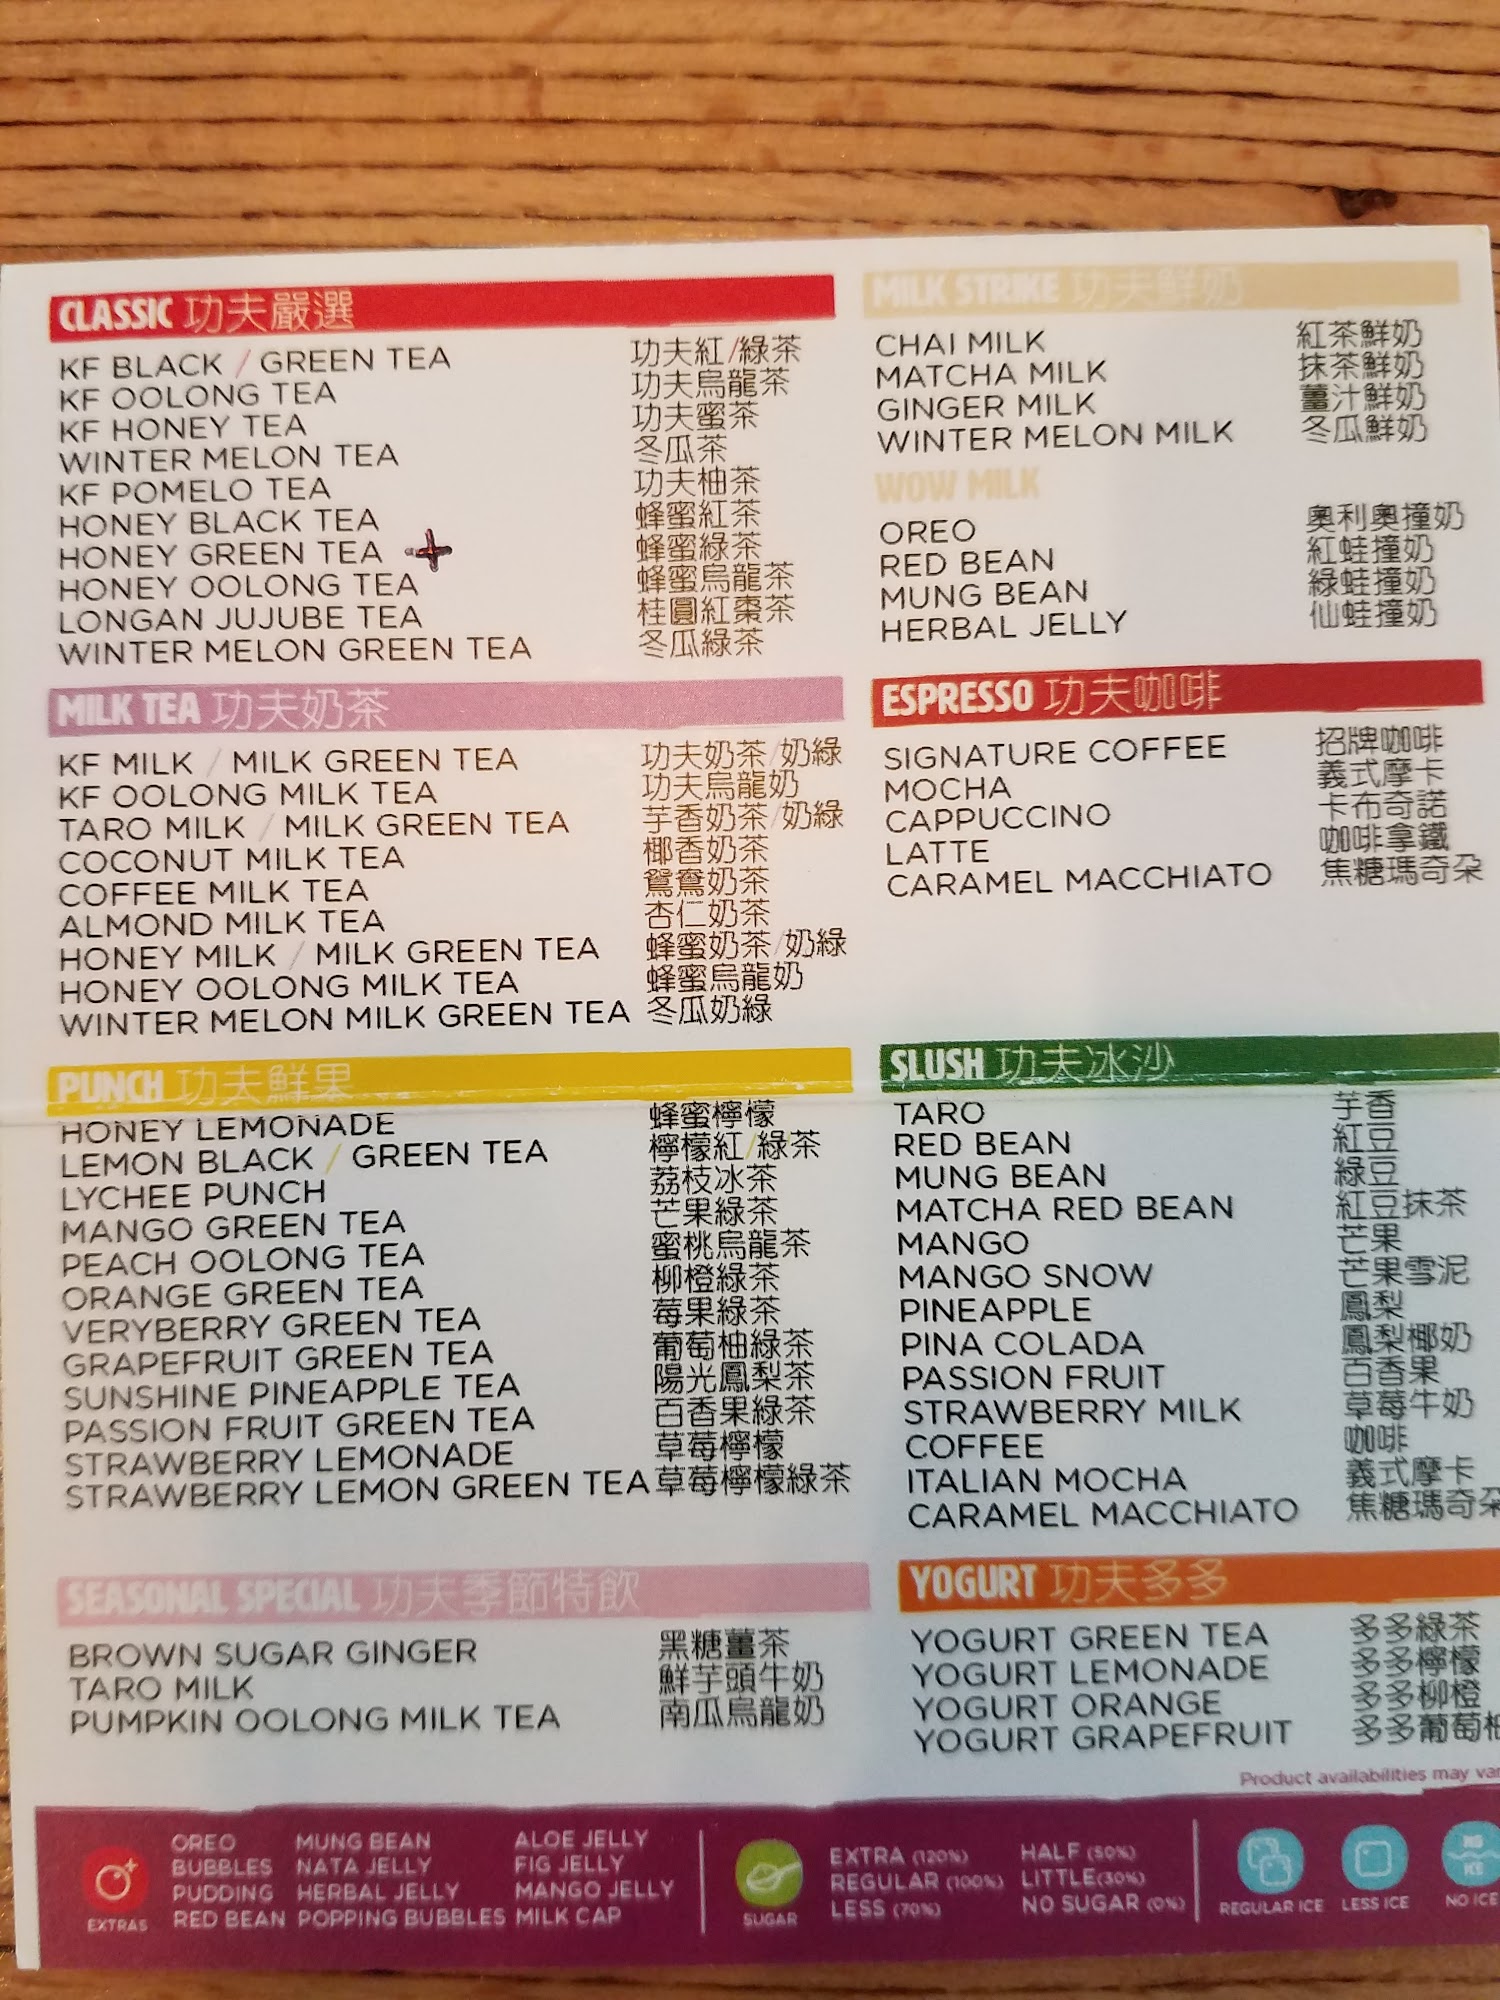 CLASSIC 功夫嚴選
KF BLACK / GREEN TEA 功夫紅/綠茶
KF OOLONG TEA 功夫烏龍茶
KF HONEY TEA 功夫蜜茶
WINTER MELON TEA 冬瓜茶
KF POMELO TEA 功夫柚茶
HONEY BLACK TEA 蜂蜜紅茶
HONEY GREEN TEA + 蜂蜜綠茶
HONEY OOLONG TEA 蜂蜜烏龍茶
LONGAN JUJUBE TEA 桂圓紅棗茶
WINTER MELON GREEN TEA 冬瓜綠茶
MILK TEA 功夫奶茶
KF MILK / MILK GREEN TEA 功夫奶茶/奶綠
KF OOLONG MILK TEA 功夫烏龍奶
TARO MILK / MILK GREEN TEA 芋香奶茶/奶綠
COCONUT MILK TEA 椰香奶茶
COFFEE MILK TEA 鴛鴦奶茶
ALMOND MILK TEA 杏仁奶茶
HONEY MILK / MILK GREEN TEA 蜂蜜奶茶/奶綠
HONEY OOLONG MILK TEA 蜂蜜烏龍奶
WINTER MELON MILK GREEN TEA 冬瓜奶綠
PUNCH 功夫鮮果
HONEY LEMONADE 蜂蜜檸檬
LEMON BLACK / GREEN TEA 檸檬紅/綠茶
LYCHEE PUNCH 荔枝冰茶
MANGO GREEN TEA 芒果綠茶
PEACH OOLONG TEA 蜜桃烏龍茶
ORANGE GREEN TEA 柳橙綠茶
VERYBERRY GREEN TEA 莓果綠茶
GRAPEFRUIT GREEN TEA 葡萄柚綠茶
SUNSHINE PINEAPPLE TEA 陽光鳳梨茶
PASSION FRUIT GREEN TEA 百香果綠茶
STRAWBERRY LEMONADE 草莓檸檬
STRAWBERRY LEMON GREEN TEA 草莓檸檬綠茶
SEASONAL SPECIAL 功夫季節特飲
BROWN SUGAR GINGER 黑糖薑茶
TARO MILK 鮮芋頭牛奶
PUMPKIN OOLONG MILK TEA 南瓜烏龍奶
MILK STRIKE 功夫鮮奶
CHAI MILK 紅茶鮮奶
MATCHA MILK 抹茶鮮奶
GINGER MILK 薑汁鮮奶
WINTER MELON MILK 冬瓜鮮奶
WOW MILK
OREO 奧利奧撞奶
RED BEAN 紅蛙撞奶
MUNG BEAN 綠蛙撞奶
HERBAL JELLY 仙蛙撞奶
ESPRESSO 功夫咖啡
SIGNATURE COFFEE 招牌咖啡
MOCHA 義式摩卡
CAPPUCCINO 卡布奇諾
LATTE 咖啡拿鐵
CARAMEL MACCHIATO 焦糖瑪奇朵
SLUSH 功夫冰沙
TARO 芋香
RED BEAN 紅豆
MUNG BEAN 綠豆
MATCHA RED BEAN 紅豆抹茶
MANGO 芒果
MANGO SNOW 芒果雪泥
PINEAPPLE 鳳梨
PINA COLADA 鳳梨椰奶
PASSION FRUIT 百香果
STRAWBERRY MILK 草莓牛奶
COFFEE 咖啡
ITALIAN MOCHA 義式摩卡
CARAMEL MACCHIATO 焦糖瑪奇朵
YOGURT 功夫多多
YOGURT GREEN TEA 多多綠茶
YOGURT LEMONADE 多多檸檬
YOGURT ORANGE 多多柳橙
YOGURT GRAPEFRUIT 多多葡萄柚
Product availabilities may
OREO MUNG BEAN ALOE JELLY
BUBBLES NATA JELLY FIG JELLY
PUDDING HERBAL JELLY MANGO JELLY
RED BEAN POPPING BUBBLES MILK CAP
EXTRAS
EXTRA (120%) HALF (50%)
REGULAR (100%) LITTLE (30%)
LESS (70%) NO SUGAR (0%)
SUGAR
NO
ICE
REGULAR ICE LESS ICE NO ICE